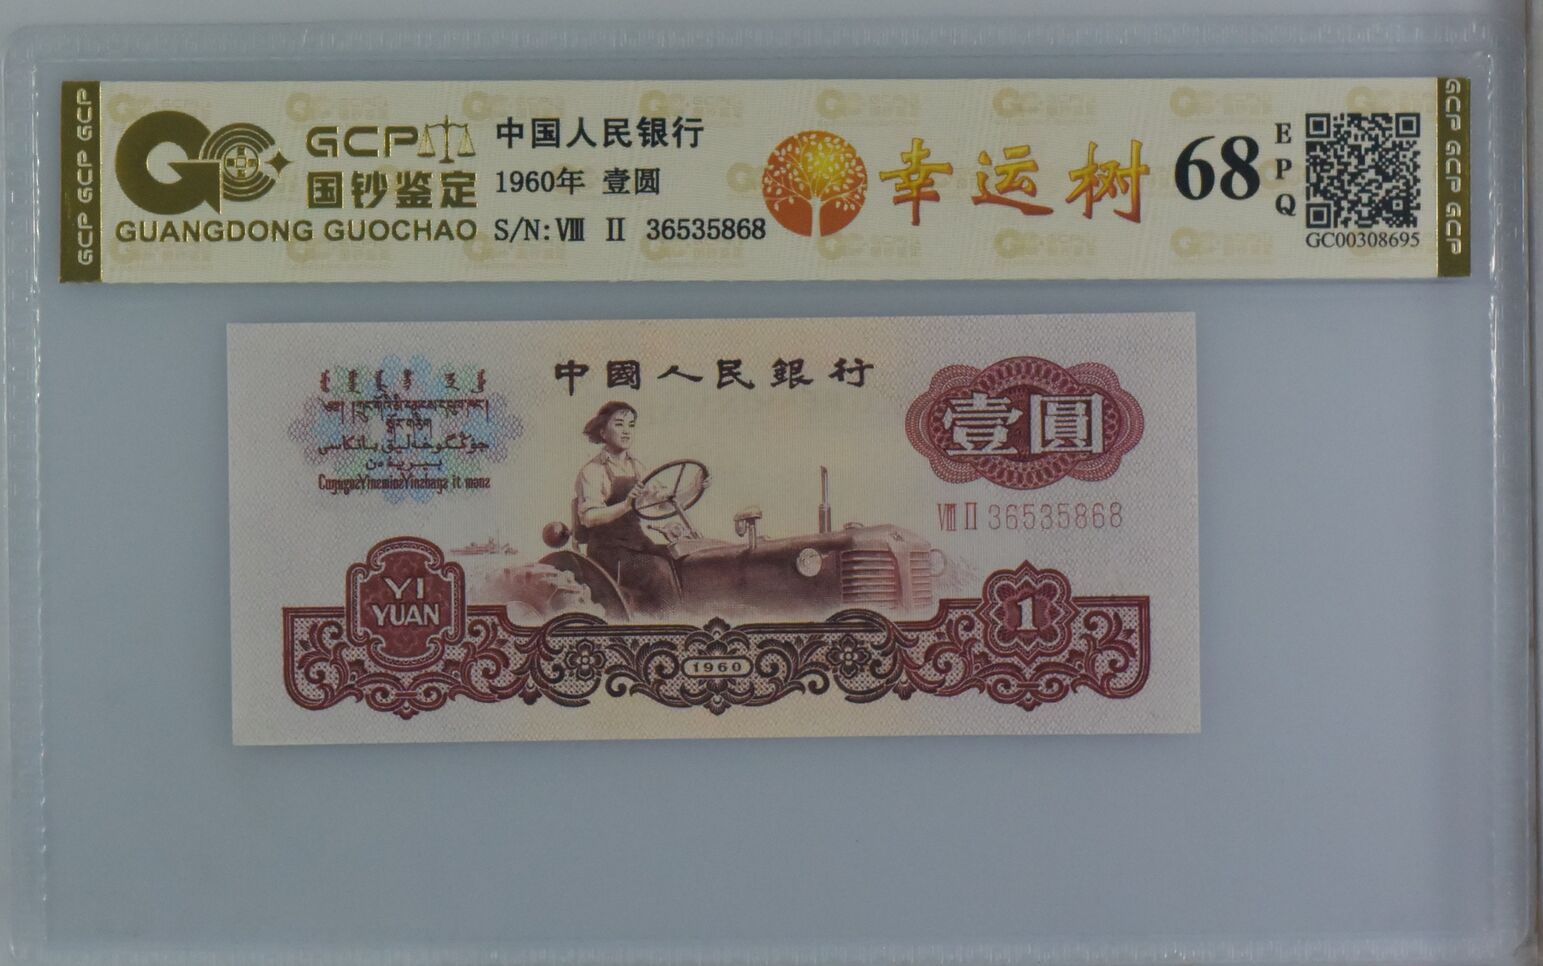 GCP GCP GCP
GCP
国钞鉴定
GUANGDONG GUOCHAO
中国人民银行
1960年 壹圆
S/N: Ⅷ Ⅱ 36535868
幸运树
68
EPQ
GC00308695
GCP GCP GCP
中國人民銀行
壹圓
Ⅷ Ⅱ 36535868
YI
YUAN
1960
1